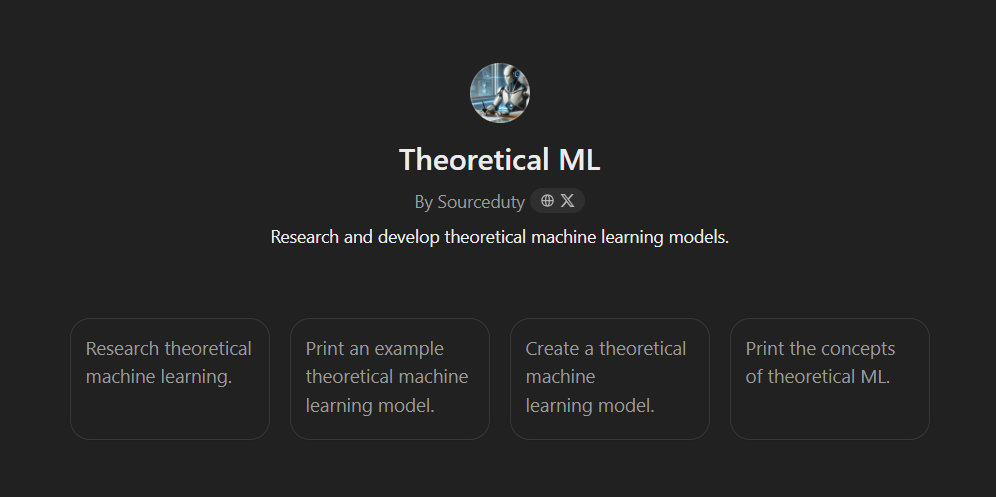 Theoretical ML
By Sourceduty
Research and develop theoretical machine learning models.
Research theoretical
machine learning.
Print an example
theoretical machine
learning model.
Create a theoretical
machine
learning model.
Print the concepts
of theoretical ML.